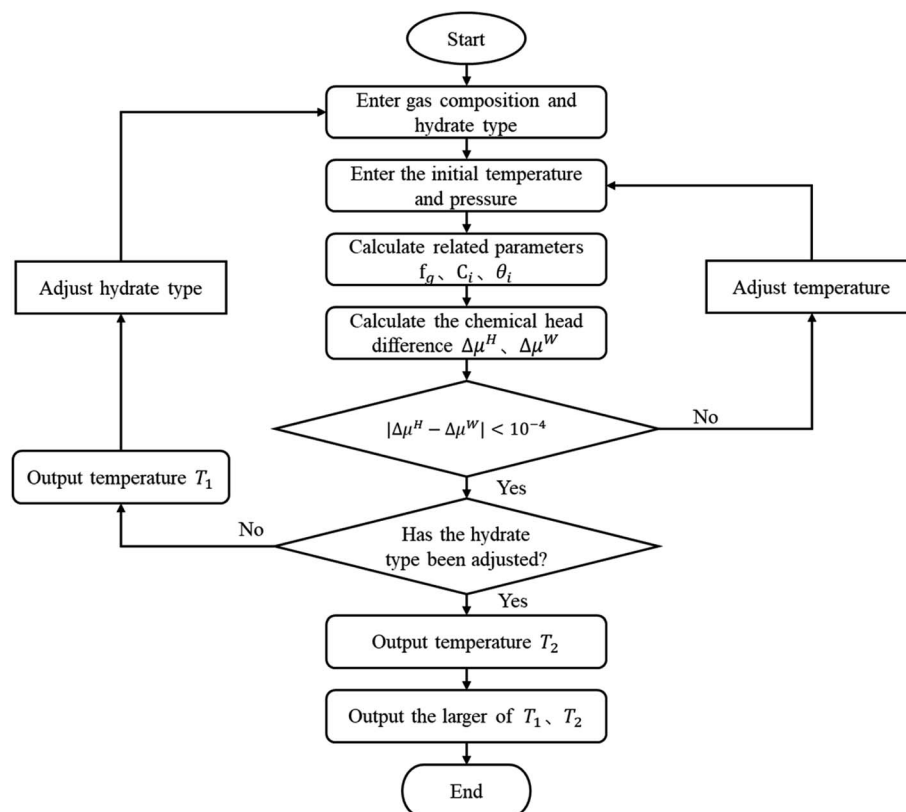 Start
Enter gas composition and
hydrate type
Enter the initial temperature
and pressure
Calculate related parameters
f_g、C_i、θ_i
Adjust hydrate type
Adjust temperature
Calculate the chemical head
difference Δμ^H、Δμ^W
|Δμ^H − Δμ^W| < 10^−4
No
Output temperature T_1
Yes
No
Has the hydrate
type been adjusted?
Yes
Output temperature T_2
Output the larger of T_1、T_2
End